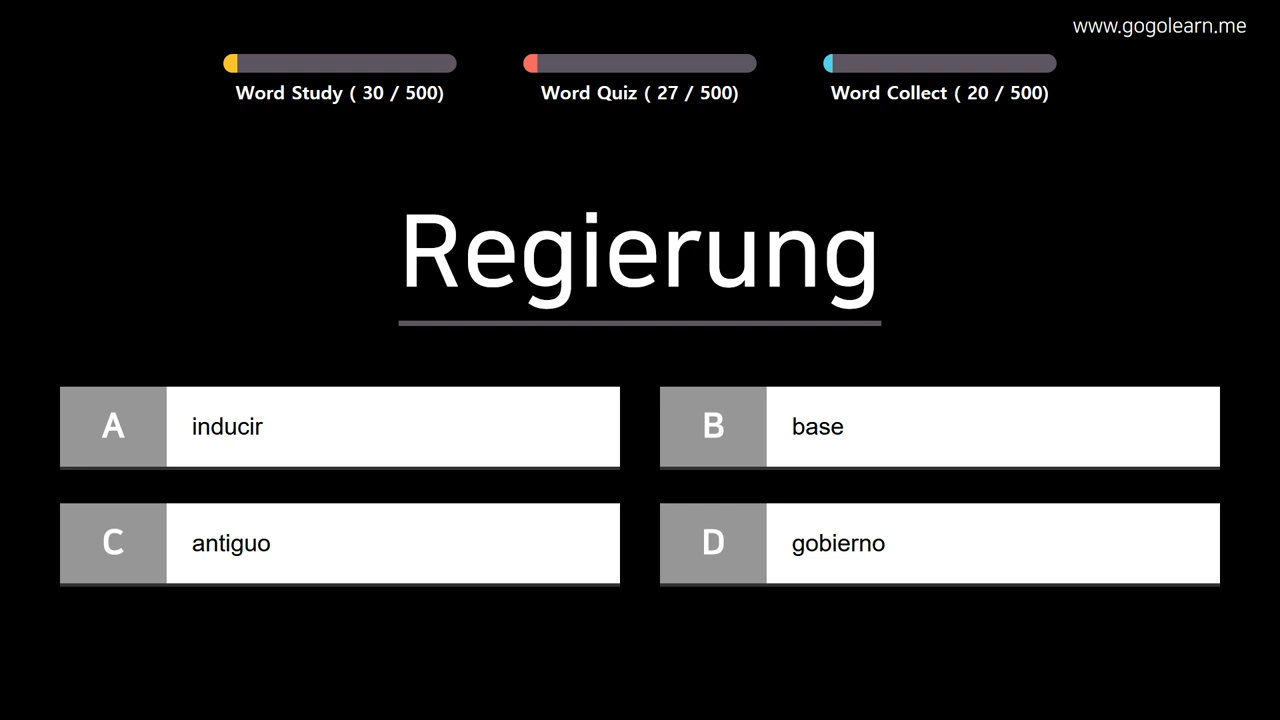 www.gogolearn.me
Word Study ( 30 / 500) Word Quiz ( 27 / 500) Word Collect ( 20 / 500)
Regierung
A inducir
B base
C antiguo
D gobierno